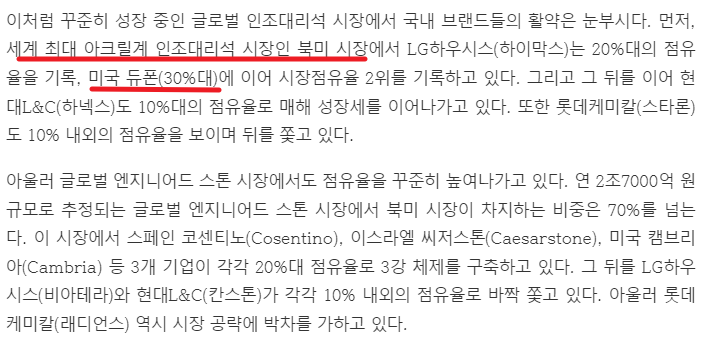 이처럼 꾸준히 성장 중인 글로벌 인조대리석 시장에서 국내 브랜드들의 활약은 눈부시다. 먼저,
세계 최대 아크릴계 인조대리석 시장인 북미 시장에서 LG하우시스(하이막스)는 20%대의 점유
율을 기록, 미국 듀폰(30%대)에 이어 시장점유율 2위를 기록하고 있다. 그리고 그 뒤를 이어 현
대L&C(하넥스)도 10%대의 점유율로 매해 성장세를 이어나가고 있다. 또한 롯데케미칼(스타론)
도 10% 내외의 점유율을 보이며 뒤를 쫓고 있다.
아울러 글로벌 엔지니어드 스톤 시장에서도 점유율을 꾸준히 높여나가고 있다. 연 2조7000억 원
규모로 추정되는 글로벌 엔지니어드 스톤 시장에서 북미 시장이 차지하는 비중은 70%를 넘는
다. 이 시장에서 스페인 코센티노(Cosentino), 이스라엘 씨저스톤(Caesarstone), 미국 캠브리
아(Cambria) 등 3개 기업이 각각 20%대 점유율로 3강 체제를 구축하고 있다. 그 뒤를 LG하우
시스(비아테라)와 현대L&C(칸스톤)가 각각 10% 내외의 점유율로 바짝 쫓고 있다. 아울러 롯데
케미칼(래디언스) 역시 시장 공략에 박차를 가하고 있다.